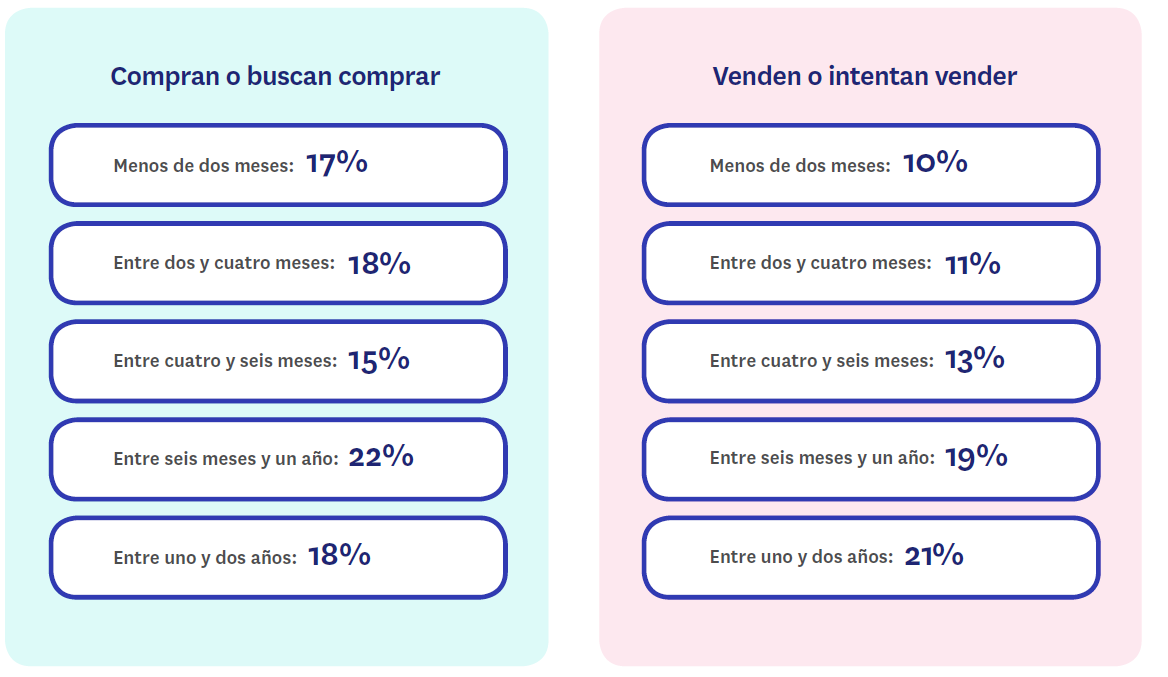 Compran o buscan comprar
Menos de dos meses: 17%
Entre dos y cuatro meses: 18%
Entre cuatro y seis meses: 15%
Entre seis meses y un año: 22%
Entre uno y dos años: 18%
Venden o intentan vender
Menos de dos meses: 10%
Entre dos y cuatro meses: 11%
Entre cuatro y seis meses: 13%
Entre seis meses y un año: 19%
Entre uno y dos años: 21%